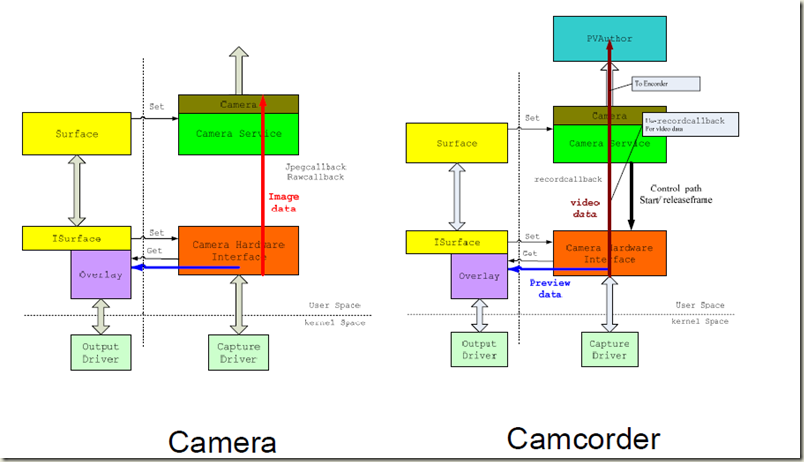 Camera
Set
Surface
Camera Service
Jpegcallback
Rawcallback
Image
data
ISurface
Set
Get
Camera Hardware
Interface
Overlay
User Space
kernel Space
Output
Driver
Capture
Driver
Camera
PVAuthor
To Encorder
Camera
recordcallback
For video data
Set
Surface
Camera Service
recordcallback
video
data
Control path
Start/ releaseframe
ISurface
Set
Get
Camera Hardware
Interface
Overlay
Preview
data
User Space
kernel Space
Output
Driver
Capture
Driver
Camcorder